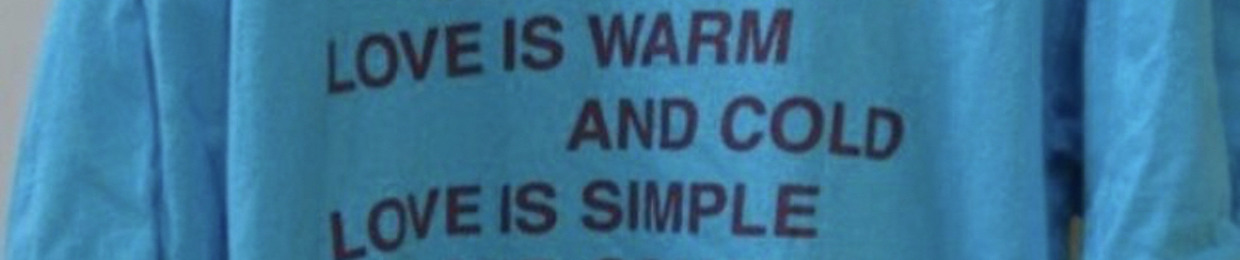 LOVE IS WARM
AND COLD
LOVE IS SIMPLE